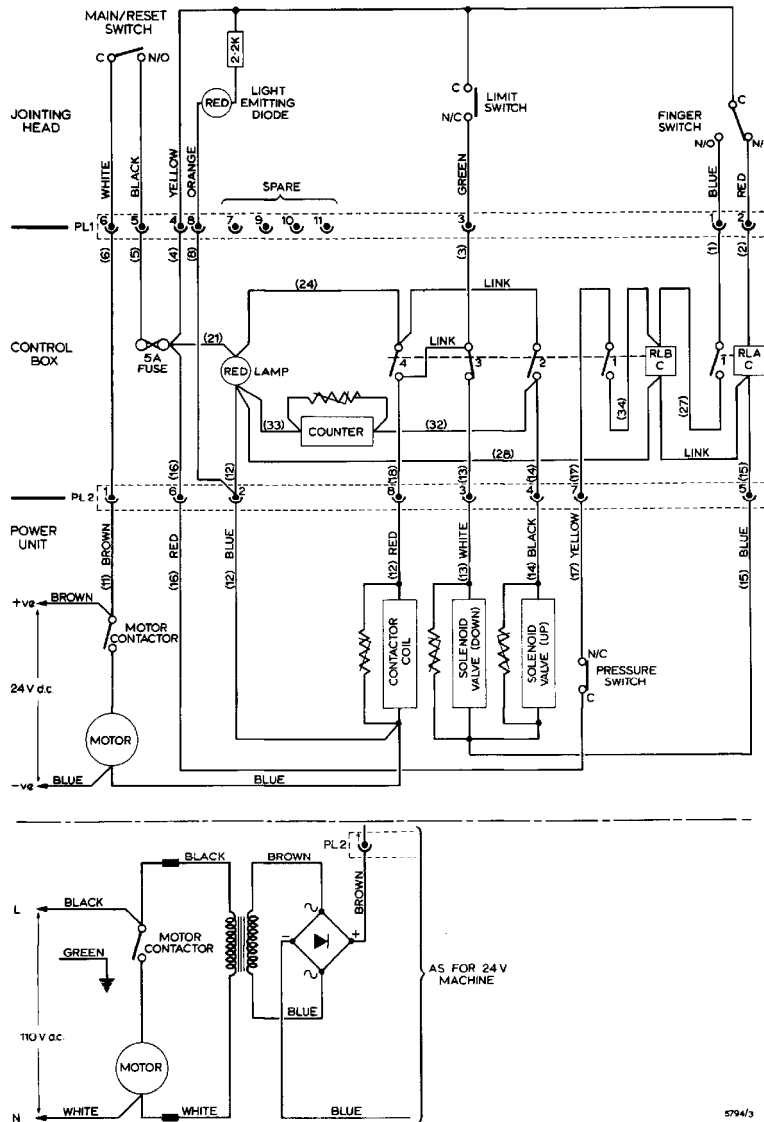 MAIN/RESET
SWITCH
C
N/O
2·2K
RED
LIGHT
EMITTING
DIODE
C
LIMIT
SWITCH
N/C
C
FINGER
SWITCH
N/O
JOINTING
HEAD
WHITE
BLACK
YELLOW
ORANGE
SPARE
GREEN
BLUE
RED
PL1
6
5
4
8
7
9
10
11
3
1
2
(6)
(5)
(4)
(8)
(3)
(1)
(2)
CONTROL
BOX
5A
FUSE
(21)
(24)
LINK
LINK
RED LAMP
4
3
2
1
RLB
C
1
RLA
C
(34)
(27)
(33)
COUNTER
(32)
(28)
LINK
(16)
(12)
(18)
(13)
(14)
(17)
(15)
PL2
1
6
2
8
3
4
7
5
POWER
UNIT
(11) BROWN
(16) RED
(12) BLUE
(12) RED
(13) WHITE
(14) BLACK
(17) YELLOW
(15) BLUE
+ve
BROWN
MOTOR
CONTACTOR
24V d.c.
MOTOR
CONTACTOR
COIL
SOLENOID
VALVE (DOWN)
SOLENOID
VALVE (UP)
N/C
PRESSURE
SWITCH
C
-ve
BLUE
BLUE
PL2
1
BLACK
BROWN
BROWN
L
BLACK
MOTOR
CONTACTOR
GREEN
-
+
AS FOR 24V
MACHINE
BLUE
110V a.c.
MOTOR
N
WHITE
WHITE
BLUE
5794/3